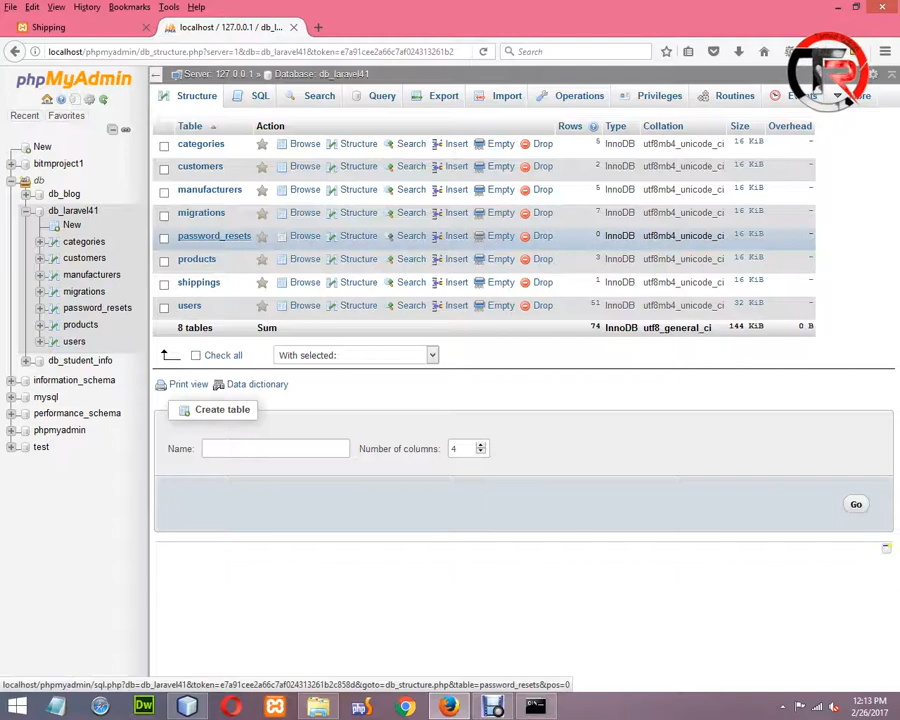 File Edit View History Bookmarks Tools Help
Shipping
localhost / 127.0.0.1 / db_l...
localhost/phpmyadmin/db_structure.php?server=1&db=db_laravel41&token=e7a91cee2a66c7af024313261b2
Search
phpMyAdmin
Recent Favorites
New
bitmproject1
db
db_blog
db_laravel41
New
categories
customers
manufacturers
migrations
password_resets
products
users
db_student_info
information_schema
mysql
performance_schema
phpmyadmin
test
Server: 127.0.0.1 » Database: db_laravel41
Structure SQL Search Query Export Import Operations Privileges Routines
TR
Table Action Rows Type Collation Size Overhead
categories Browse Structure Search Insert Empty Drop 5 InnoDB utf8mb4_unicode_ci 16 KiB -
customers Browse Structure Search Insert Empty Drop 2 InnoDB utf8mb4_unicode_ci 16 KiB -
manufacturers Browse Structure Search Insert Empty Drop 5 InnoDB utf8mb4_unicode_ci 16 KiB -
migrations Browse Structure Search Insert Empty Drop 7 InnoDB utf8mb4_unicode_ci 16 KiB -
password_resets Browse Structure Search Insert Empty Drop 0 InnoDB utf8mb4_unicode_ci 16 KiB -
products Browse Structure Search Insert Empty Drop 3 InnoDB utf8mb4_unicode_ci 16 KiB -
shippings Browse Structure Search Insert Empty Drop 1 InnoDB utf8mb4_unicode_ci 16 KiB -
users Browse Structure Search Insert Empty Drop 51 InnoDB utf8mb4_unicode_ci 32 KiB -
8 tables Sum 74 InnoDB utf8_general_ci 144 KiB 0 B
Check all With selected:
Print view Data dictionary
Create table
Name: Number of columns: 4
Go
localhost/phpmyadmin/sql.php?db=db_laravel41&token=e7a91cee2a66c7af024313261b2c858d&goto=db_structure.php&table=password_resets&pos=0
Dw
12:13 PM
2/26/2017